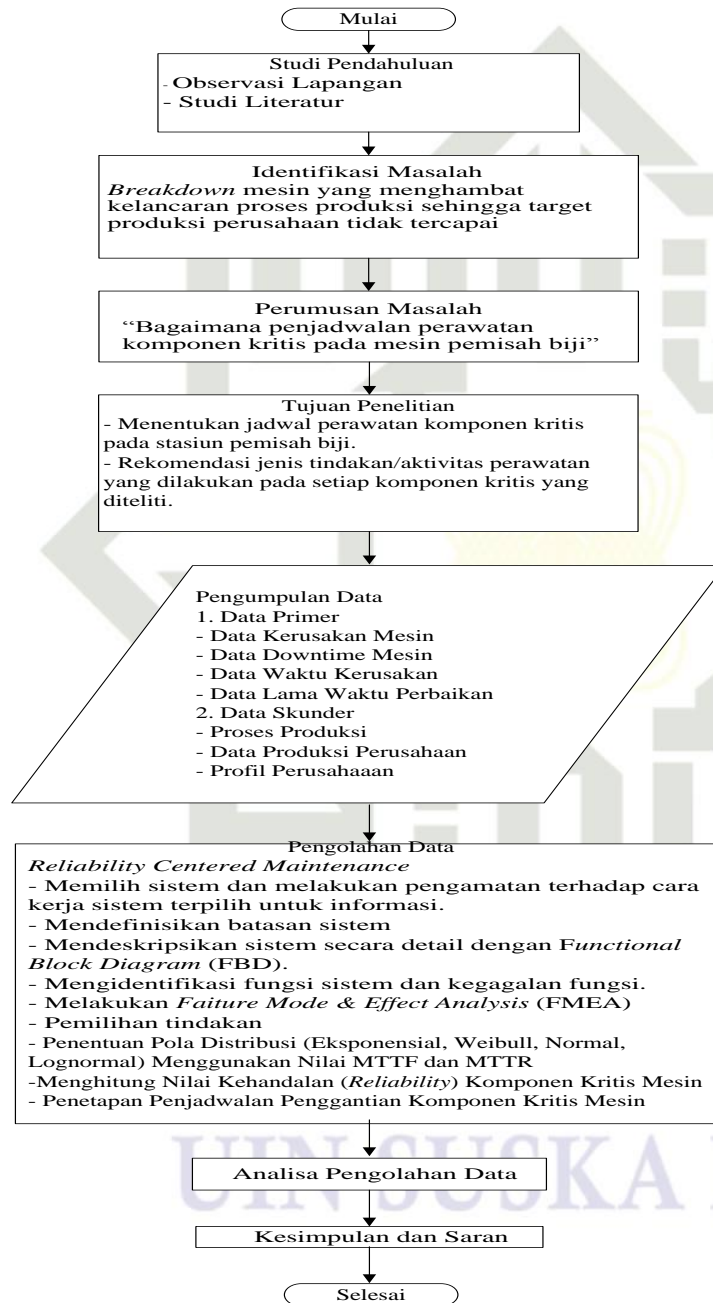 Mulai
Studi Pendahuluan
- Observasi Lapangan
- Studi Literatur
Identifikasi Masalah
Breakdown mesin yang menghambat
kelancaran proses produksi sehingga target
produksi perusahaan tidak tercapai
Perumusan Masalah
“Bagaimana penjadwalan perawatan
komponen kritis pada mesin pemisah biji”
Tujuan Penelitian
- Menentukan jadwal perawatan komponen kritis
pada stasiun pemisah biji.
- Rekomendasi jenis tindakan/aktivitas perawatan
yang dilakukan pada setiap komponen kritis yang
diteliti.
Pengumpulan Data
1. Data Primer
- Data Kerusakan Mesin
- Data Downtime Mesin
- Data Waktu Kerusakan
- Data Lama Waktu Perbaikan
2. Data Skunder
- Proses Produksi
- Data Produksi Perusahaan
- Profil Perusahaaan
Pengolahan Data
Reliability Centered Maintenance
- Memilih sistem dan melakukan pengamatan terhadap cara
kerja sistem terpilih untuk informasi.
- Mendefinisikan batasan sistem
- Mendeskripsikan sistem secara detail dengan Functional
Block Diagram (FBD).
- Mengidentifikasi fungsi sistem dan kegagalan fungsi.
- Melakukan Faiture Mode & Effect Analysis (FMEA)
- Pemilihan tindakan
- Penentuan Pola Distribusi (Eksponensial, Weibull, Normal,
Lognormal) Menggunakan Nilai MTTF dan MTTR
-Menghitung Nilai Kehandalan (Reliability) Komponen Kritis Mesin
- Penetapan Penjadwalan Penggantian Komponen Kritis Mesin
UIN SUSKA
Analisa Pengolahan Data
Kesimpulan dan Saran
Selesai